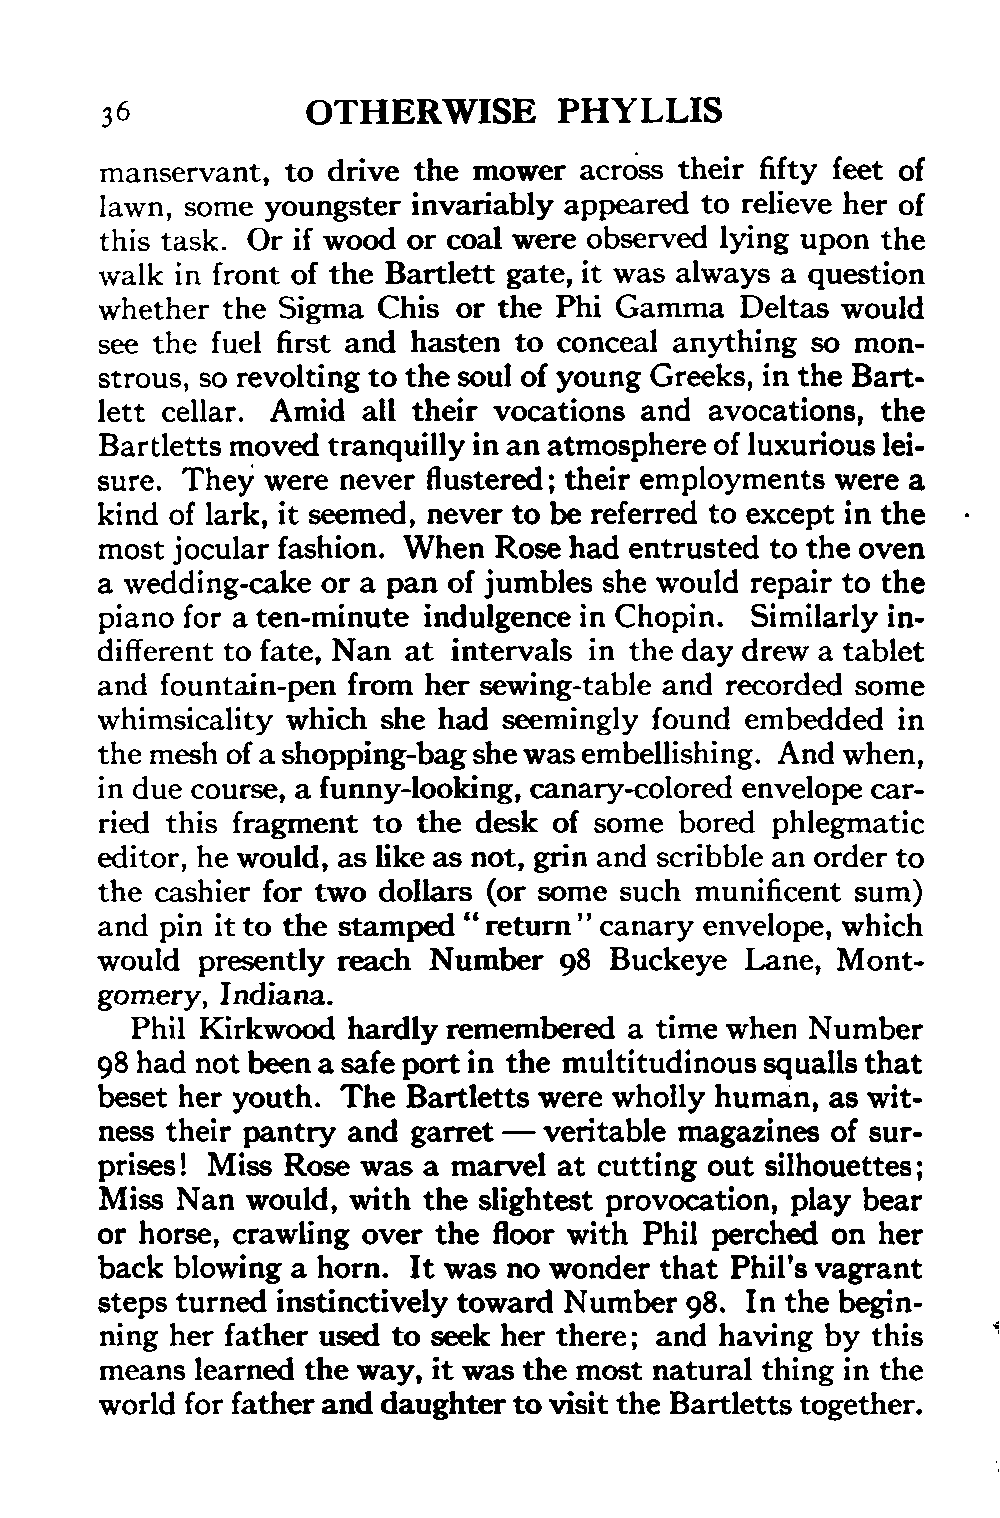 36 OTHERWISE PHYLLIS
manservant, to drive the mower across their fifty feet of
lawn, some youngster invariably appeared to relieve her of
this task. Or if wood or coal were observed lying upon the
walk in front of the Bartlett gate, it was always a question
whether the Sigma Chis or the Phi Gamma Deltas would
see the fuel first and hasten to conceal anything so mon-
strous, so revolting to the soul of young Greeks, in the Bart-
lett cellar. Amid all their vocations and avocations, the
Bartletts moved tranquilly in an atmosphere of luxurious lei-
sure. They were never flustered; their employments were a
kind of lark, it seemed, never to be referred to except in the
most jocular fashion. When Rose had entrusted to the oven
a wedding-cake or a pan of jumbles she would repair to the
piano for a ten-minute indulgence in Chopin. Similarly in-
different to fate, Nan at intervals in the day drew a tablet
and fountain-pen from her sewing-table and recorded some
whimsicality which she had seemingly found embedded in
the mesh of a shopping-bag she was embellishing. And when,
in due course, a funny-looking, canary-colored envelope car-
ried this fragment to the desk of some bored phlegmatic
editor, he would, as like as not, grin and scribble an order to
the cashier for two dollars (or some such munificent sum)
and pin it to the stamped "return" canary envelope, which
would presently reach Number 98 Buckeye Lane, Mont-
gomery, Indiana.
Phil Kirkwood hardly remembered a time when Number
98 had not been a safe port in the multitudinous squalls that
beset her youth. The Bartletts were wholly human, as wit-
ness their pantry and garret — veritable magazines of sur-
prises! Miss Rose was a marvel at cutting out silhouettes;
Miss Nan would, with the slightest provocation, play bear
or horse, crawling over the floor with Phil perched on her
back blowing a horn. It was no wonder that Phil's vagrant
steps turned instinctively toward Number 98. In the begin-
ning her father used to seek her there; and having by this
means learned the way, it was the most natural thing in the
world for father and daughter to visit the Bartletts together.